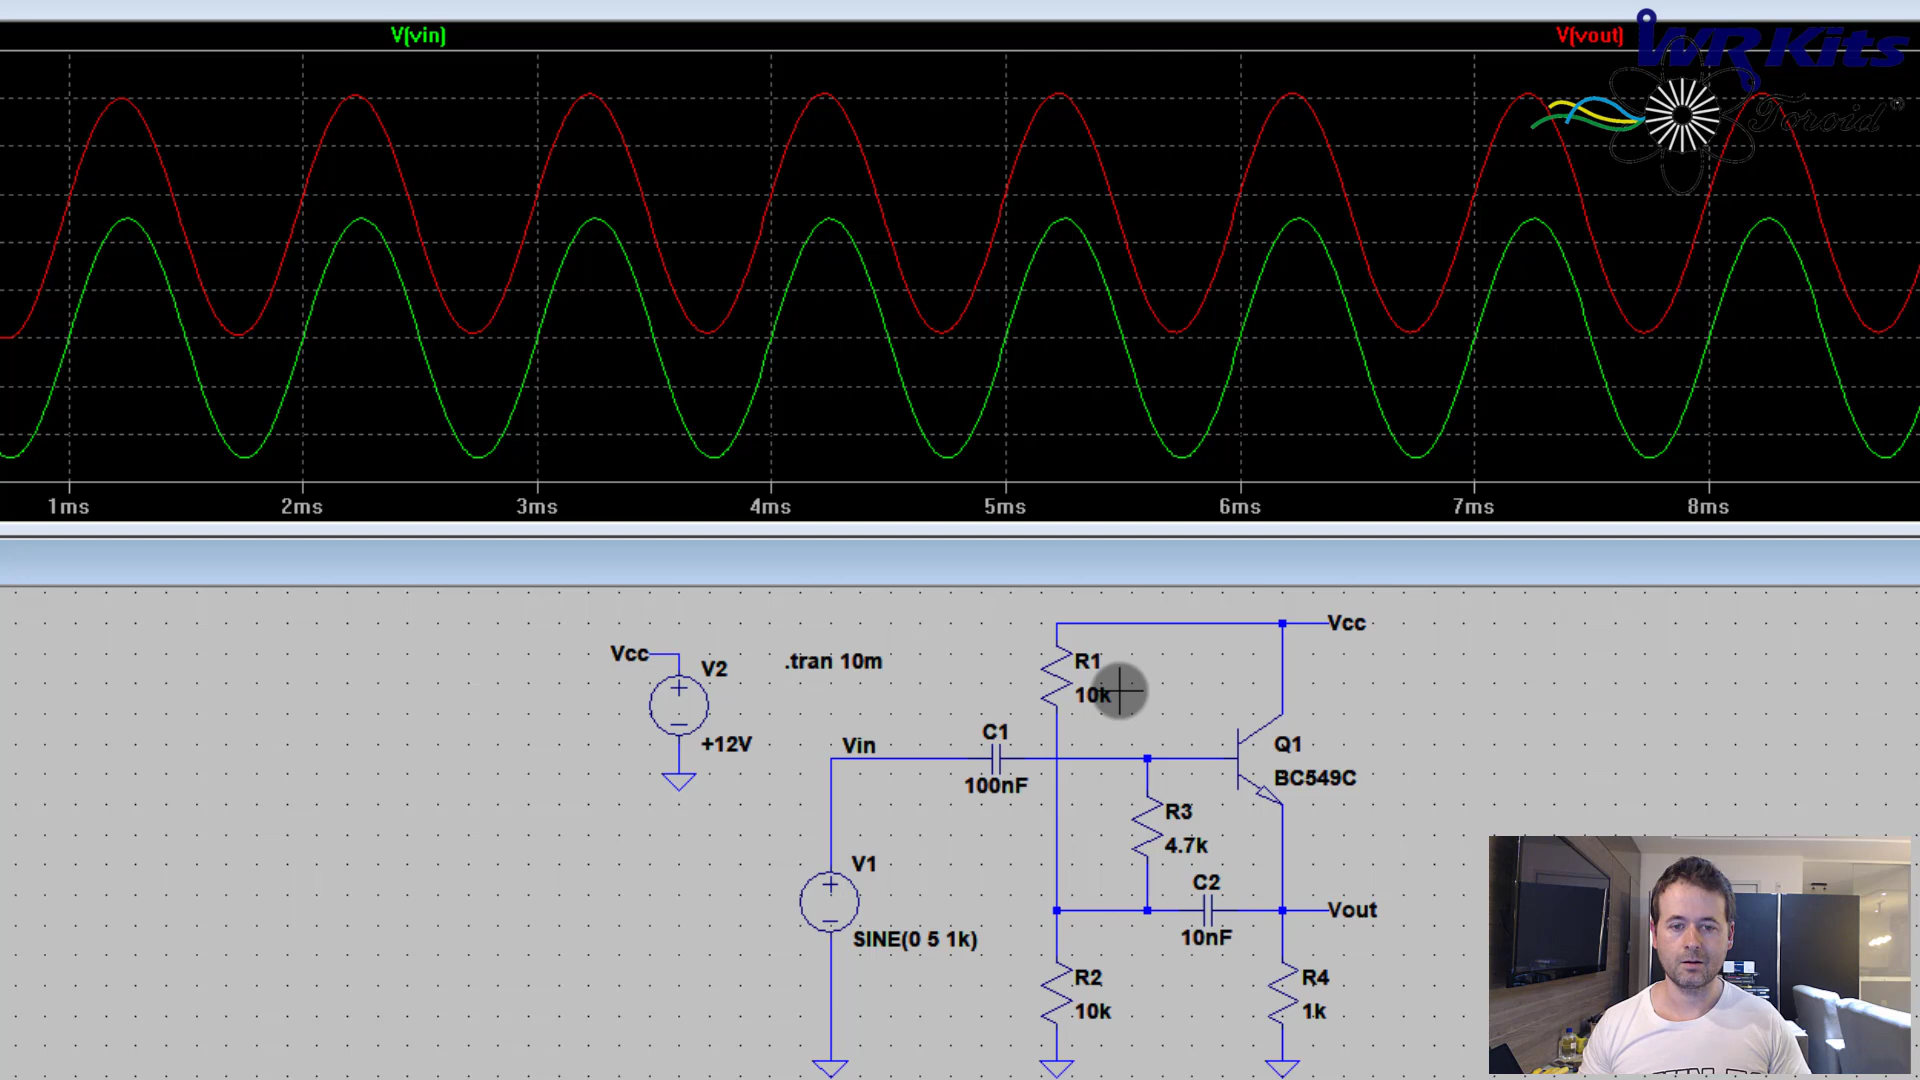 V(vin)
V(vout)
WR Kits
Toroid
1ms 2ms 3ms 4ms 5ms 6ms 7ms 8ms
Vcc
V2
+12V
.tran 10m
R1
10k
Vcc
Vin
C1
100nF
Q1
BC549C
R3
4.7k
V1
SINE(0 5 1k)
C2
10nF
Vout
R2
10k
R4
1k